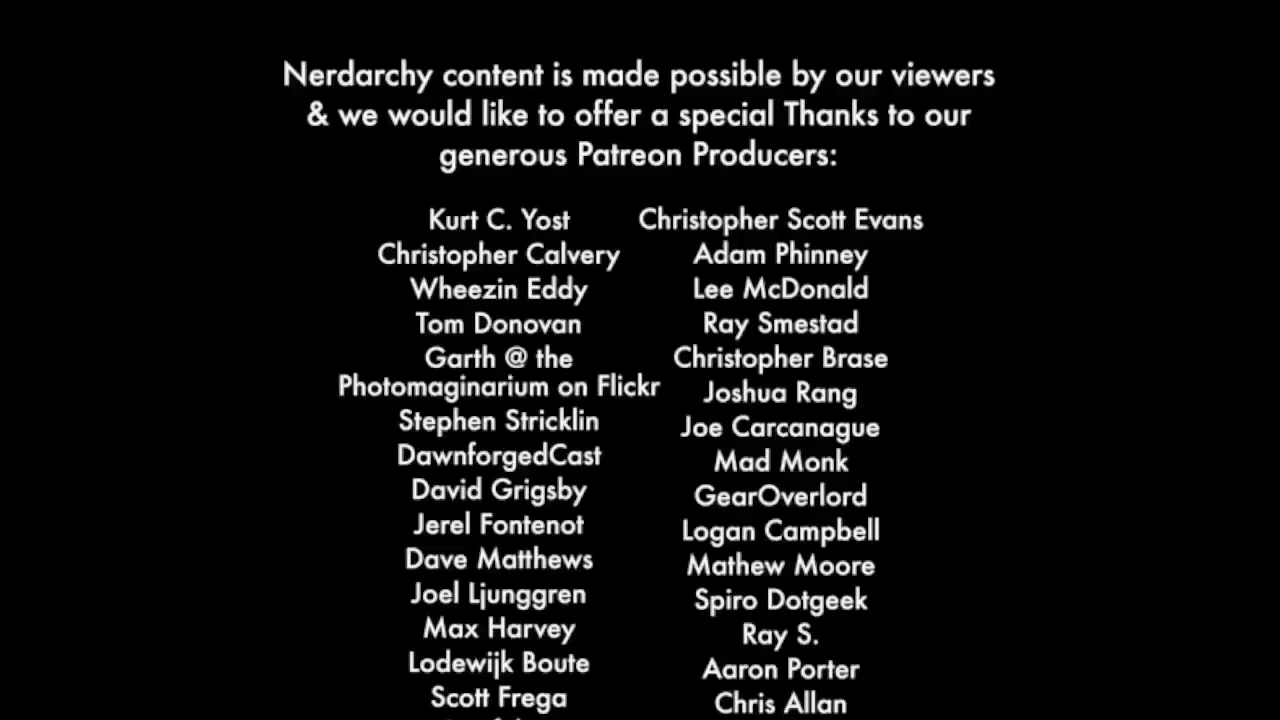 Nerdarchy content is made possible by our viewers
& we would like to offer a special Thanks to our
generous Patreon Producers:
Kurt C. Yost
Christopher Calvery
Wheezin Eddy
Tom Donovan
Garth @ the
Photomaginarium on Flickr
Stephen Stricklin
DawnforgedCast
David Grigsby
Jerel Fontenot
Dave Matthews
Joel Ljunggren
Max Harvey
Lodewijk Boute
Scott Frega
Christopher Scott Evans
Adam Phinney
Lee McDonald
Ray Smestad
Christopher Brase
Joshua Rang
Joe Carcanague
Mad Monk
GearOverlord
Logan Campbell
Mathew Moore
Spiro Dotgeek
Ray S.
Aaron Porter
Chris Allan